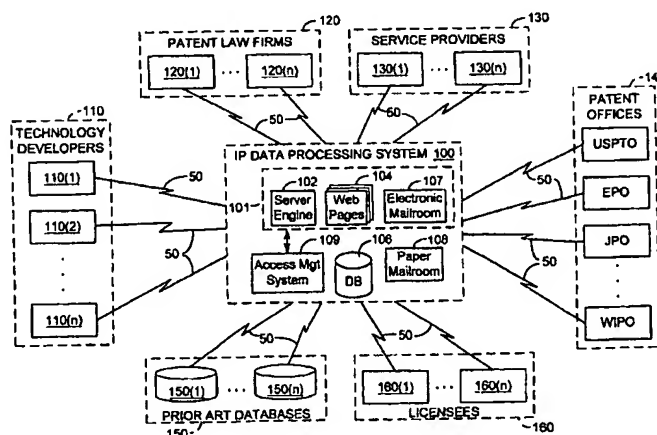 120
PATENT LAW FIRMS
120(1) ... 120(n)
130
SERVICE PROVIDERS
130(1) ... 130(n)
14
PATENT OFFICES
USPTO
EPO
JPO
WIPO
110
TECHNOLOGY DEVELOPERS
110(1)
110(2)
110(n)
50
50
50
50
50
50
50
50
IP DATA PROCESSING SYSTEM 100
101
102
Server Engine
104
Web Pages
107
Electronic Mailroom
109
Access Mgt System
106
DB
108
Paper Mailroom
150(1) ... 150(n)
PRIOR ART DATABASES
150
160(1) ... 160(n)
LICENSEES
160